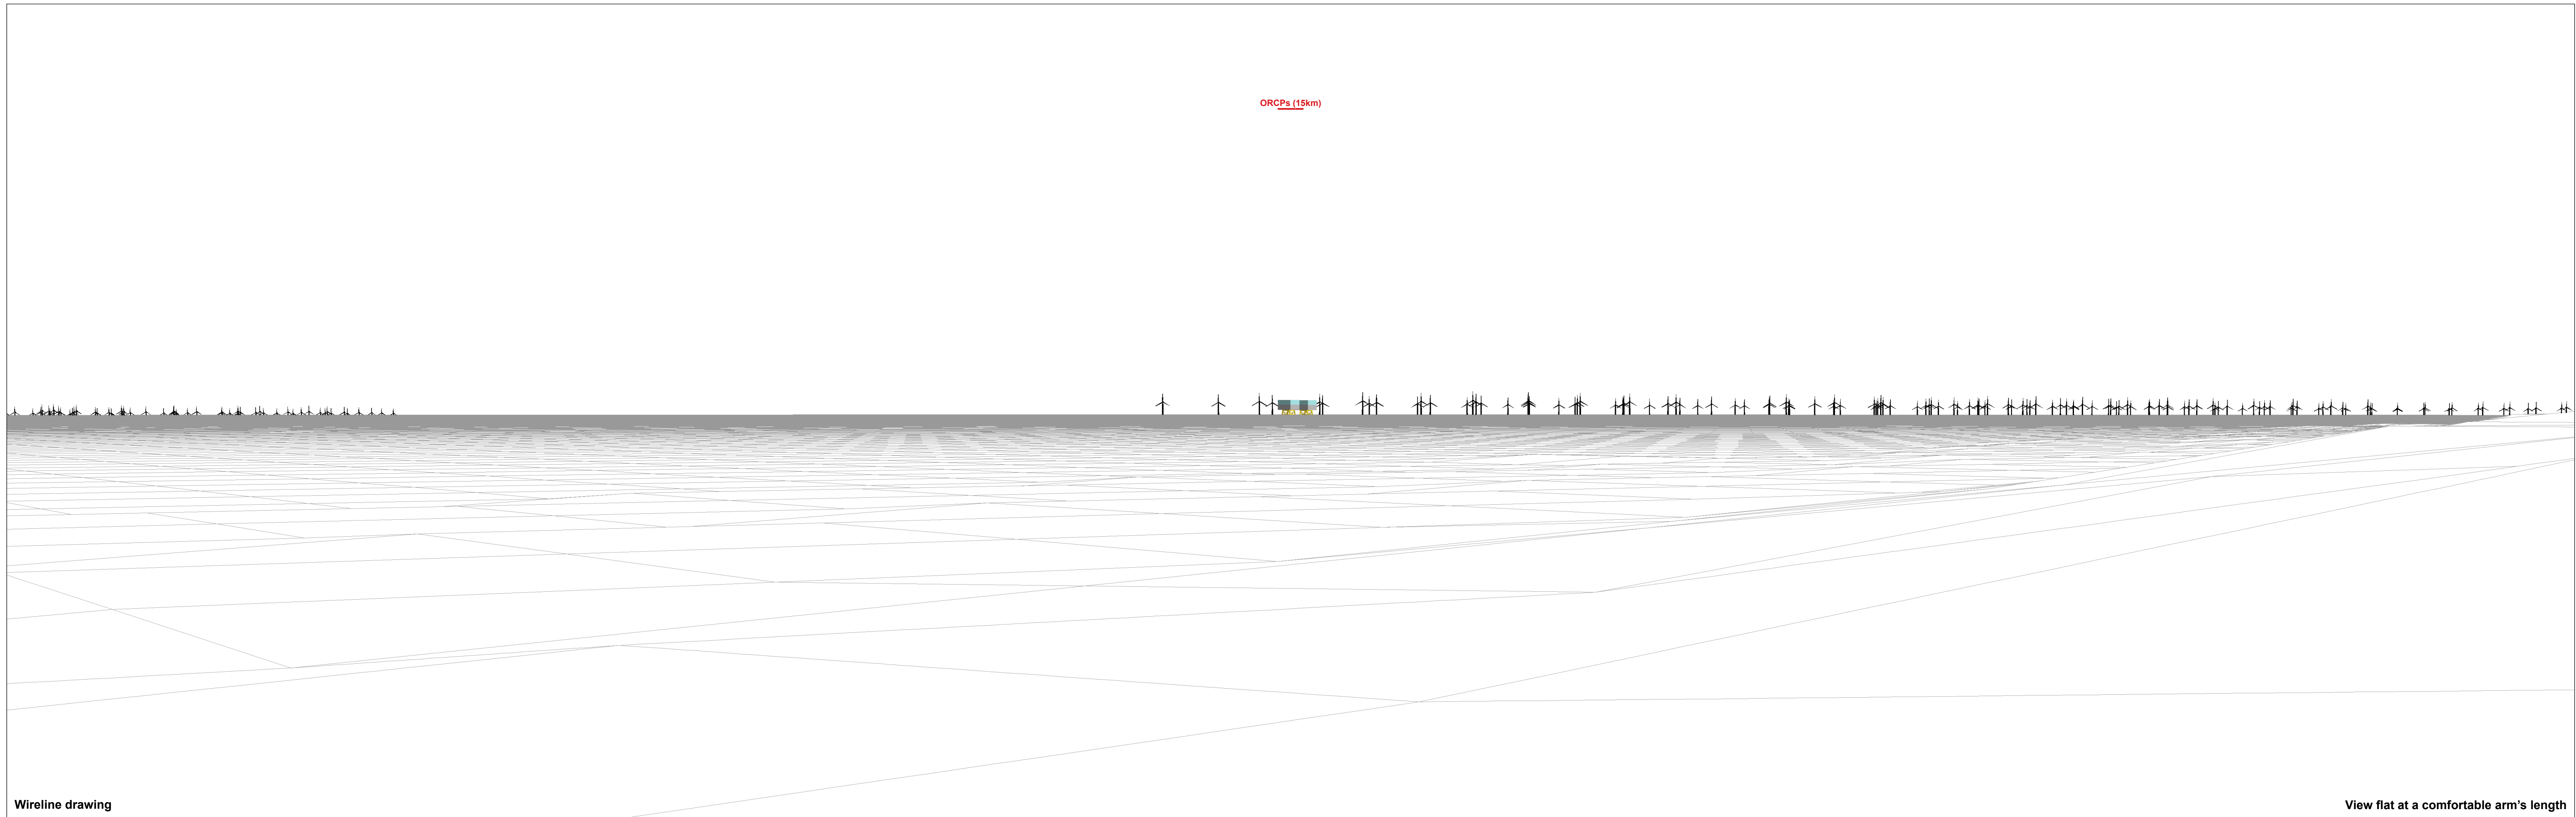 ORCPs (15km)
Wireline drawing
View flat at a comfortable arm’s length